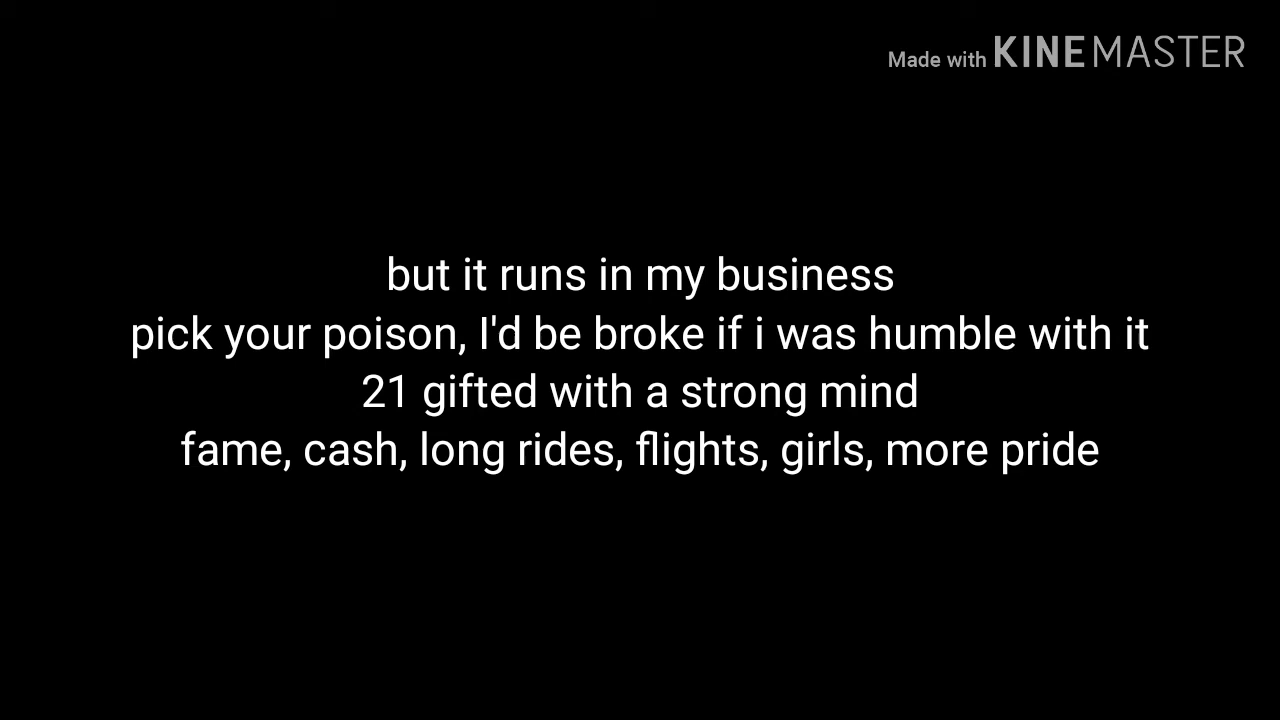 Made with KINEMASTER
but it runs in my business
pick your poison, I'd be broke if i was humble with it
21 gifted with a strong mind
fame, cash, long rides, flights, girls, more pride